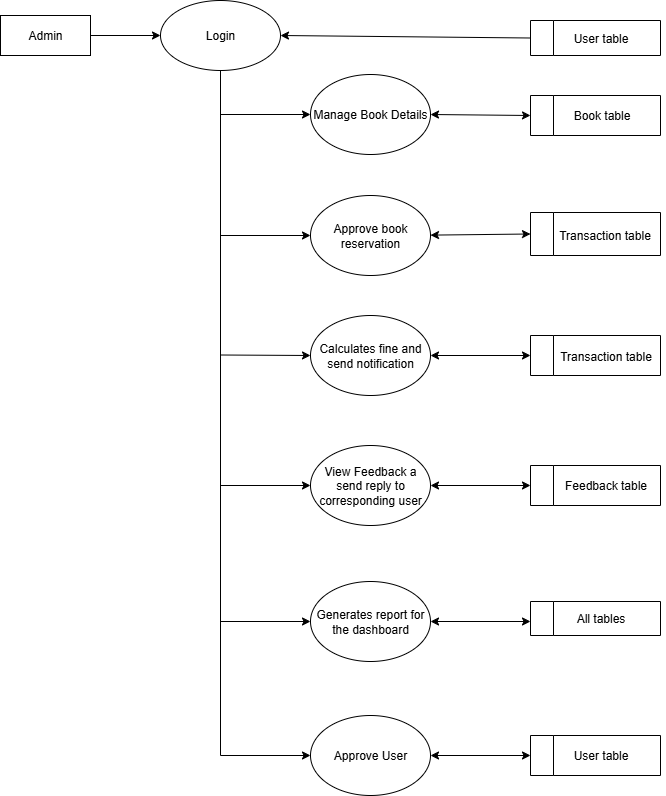 Admin
Login
User table
Manage Book Details
Book table
Approve book
reservation
Transaction table
Calculates fine and
send notification
Transaction table
View Feedback a
send reply to
corresponding user
Feedback table
Generates report for
the dashboard
All tables
Approve User
User table